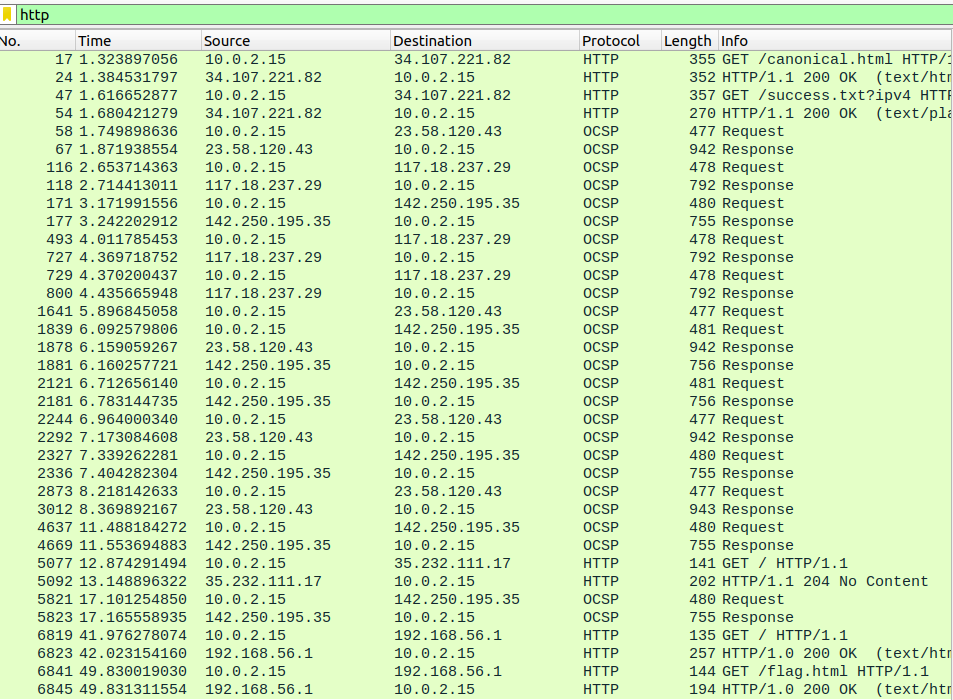 http
No. Time Source Destination Protocol Length Info
17 1.323897056 10.0.2.15 34.107.221.82 HTTP 355 GET /canonical.html HTTP/1
24 1.384531797 34.107.221.82 10.0.2.15 HTTP 352 HTTP/1.1 200 OK (text/htm
47 1.616652877 10.0.2.15 34.107.221.82 HTTP 357 GET /success.txt?ipv4 HTTP
54 1.680421279 34.107.221.82 10.0.2.15 HTTP 270 HTTP/1.1 200 OK (text/pla
58 1.749898636 10.0.2.15 23.58.120.43 OCSP 477 Request
67 1.871938554 23.58.120.43 10.0.2.15 OCSP 942 Response
116 2.653714363 10.0.2.15 117.18.237.29 OCSP 478 Request
118 2.714413011 117.18.237.29 10.0.2.15 OCSP 792 Response
171 3.171991556 10.0.2.15 142.250.195.35 OCSP 480 Request
177 3.242202912 142.250.195.35 10.0.2.15 OCSP 755 Response
493 4.011785453 10.0.2.15 117.18.237.29 OCSP 478 Request
727 4.369718752 117.18.237.29 10.0.2.15 OCSP 792 Response
729 4.370200437 10.0.2.15 117.18.237.29 OCSP 478 Request
800 4.435665948 117.18.237.29 10.0.2.15 OCSP 792 Response
1641 5.896845058 10.0.2.15 23.58.120.43 OCSP 477 Request
1839 6.092579806 10.0.2.15 142.250.195.35 OCSP 481 Request
1878 6.159059267 23.58.120.43 10.0.2.15 OCSP 942 Response
1881 6.160257721 142.250.195.35 10.0.2.15 OCSP 756 Response
2121 6.712656140 10.0.2.15 142.250.195.35 OCSP 481 Request
2181 6.783144735 142.250.195.35 10.0.2.15 OCSP 756 Response
2244 6.964000340 10.0.2.15 23.58.120.43 OCSP 477 Request
2292 7.173084608 23.58.120.43 10.0.2.15 OCSP 942 Response
2327 7.339262281 10.0.2.15 142.250.195.35 OCSP 480 Request
2336 7.404282304 142.250.195.35 10.0.2.15 OCSP 755 Response
2873 8.218142633 10.0.2.15 23.58.120.43 OCSP 477 Request
3012 8.369892167 23.58.120.43 10.0.2.15 OCSP 943 Response
4637 11.488184272 10.0.2.15 142.250.195.35 OCSP 480 Request
4669 11.553694883 142.250.195.35 10.0.2.15 OCSP 755 Response
5077 12.874291494 10.0.2.15 35.232.111.17 HTTP 141 GET / HTTP/1.1
5092 13.148896322 35.232.111.17 10.0.2.15 HTTP 202 HTTP/1.1 204 No Content
5821 17.101254850 10.0.2.15 142.250.195.35 OCSP 480 Request
5823 17.165558935 142.250.195.35 10.0.2.15 OCSP 755 Response
6819 41.976278074 10.0.2.15 192.168.56.1 HTTP 135 GET / HTTP/1.1
6823 42.023154160 192.168.56.1 10.0.2.15 HTTP 257 HTTP/1.0 200 OK (text/htm
6841 49.830019030 10.0.2.15 192.168.56.1 HTTP 144 GET /flag.html HTTP/1.1
6845 49.831311554 192.168.56.1 10.0.2.15 HTTP 194 HTTP/1.0 200 OK (text/htm